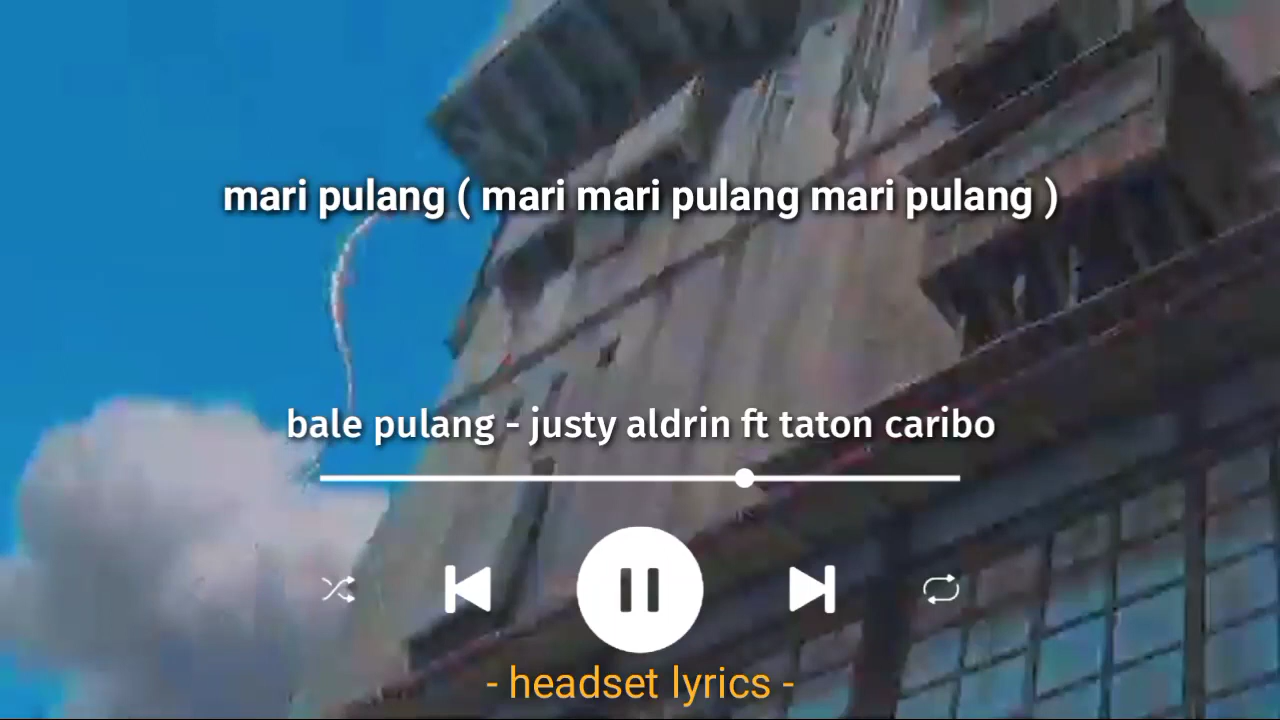 mari pulang ( mari mari pulang mari pulang )
bale pulang - justy aldrin ft taton caribo
- headset lyrics -